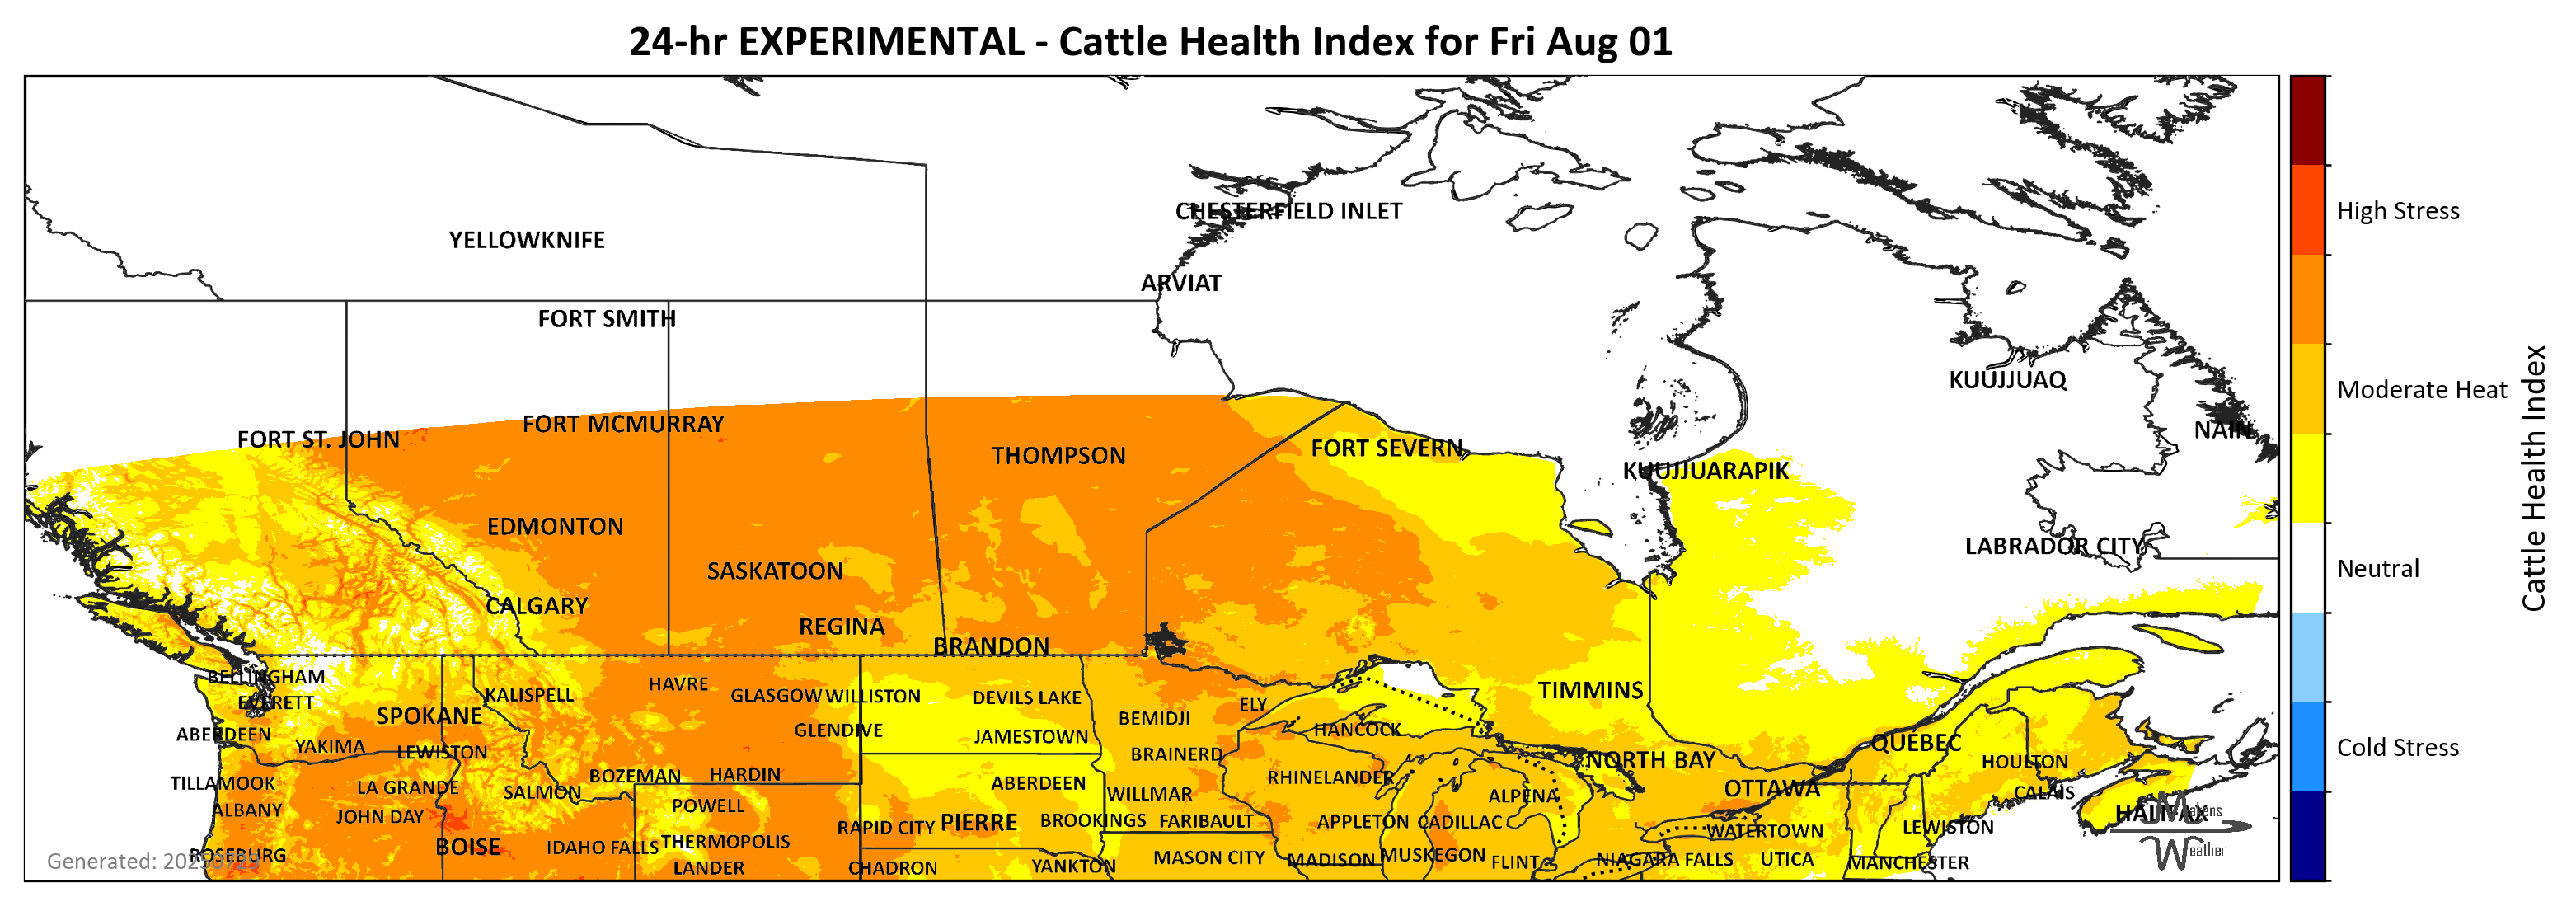 24-hr EXPERIMENTAL - Cattle Health Index for Fri Aug 01
CHESTERFIELD INLET
High Stress
YELLOWKNIFE
ARVIAT
FORT SMITH
KUUJJUAQ
Moderate Heat
FORT MCMURRAY
NAIN
FORT ST. JOHN
FORT SEVERN
THOMPSON
KUUJJUARAPIK
Cattle Health Index
EDMONTON
LABRADOR CITY
SASKATOON
Neutral
CALGARY
REGINA
BRANDON
BELLINGHAM
HAVRE
KALISPELL
GLASGOW
WILLISTON
DEVILS LAKE
TIMMINS
EVERETT
ELY
SPOKANE
BEMIDJI
GLENDIVE
HANCOCK
ABERDEEN
JAMESTOWN
QUEBEC
YAKIMA
LEWISTON
BRAINERD
Cold Stress
NORTH BAY
HOULTON
BOZEMAN
HARDIN
RHINELANDER
TILLAMOOK
LA GRANDE
ABERDEEN
OTTAWA
SALMON
WILLMAR
ALPENA
CALAIS
POWELL
ALBANY
JOHN DAY
HALIFAX
Makens
RAPID CITY
PIERRE
BROOKINGS
FARIBAULT
APPLETON
CADILLAC
LEWISTON
WATERTOWN
THERMOPOLIS
BOISE
IDAHO FALLS
Weather
ROSEBURG
MASON CITY
MADISON
MUSKEGON
FLINT
NIAGARA FALLS
UTICA
MANCHESTER
Generated:
LANDER
CHADRON
YANKTON